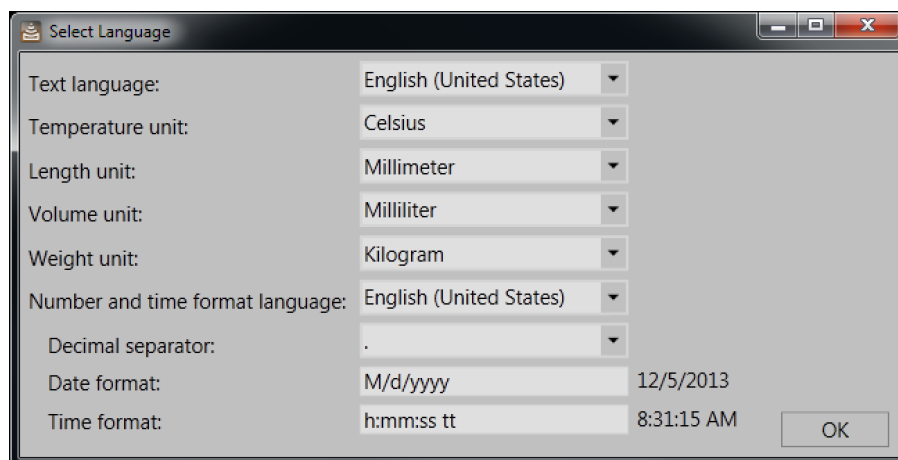 Select Language
Text language: English (United States)
Temperature unit: Celsius
Length unit: Millimeter
Volume unit: Milliliter
Weight unit: Kilogram
Number and time format language: English (United States)
Decimal separator: .
Date format: M/d/yyyy 12/5/2013
Time format: h:mm:ss tt 8:31:15 AM
OK